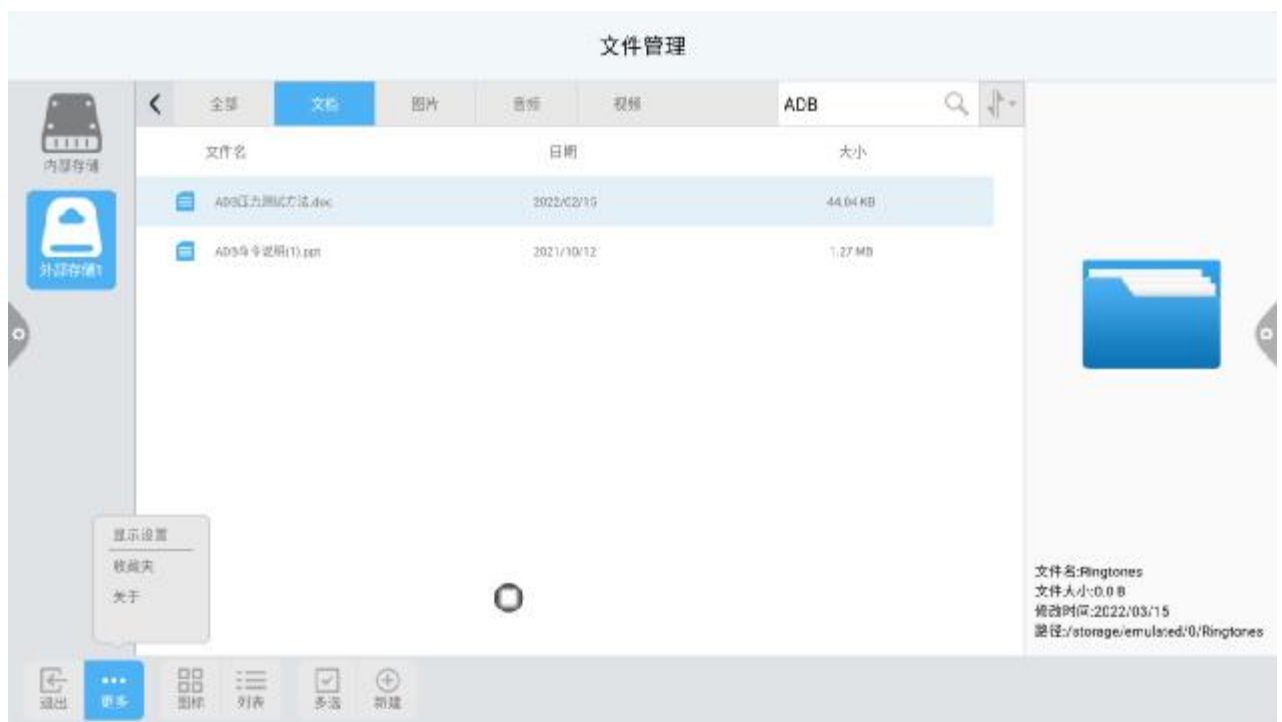 文件管理
全部 文档 图片 音频 视频 ADB
内部存储
外部存储1
文件名 日期 大小
ADB压力测试方法.doc 2022/02/15 44.04 KB
ADB命令说明(1).ppt 2021/10/12 1.27 MB
显示设置
收藏夹
关于
文件名:Ringtones
文件大小:0.0 B
修改时间:2022/03/15
路径:/storage/emulated/0/Ringtones
退出 更多 图标 列表 多选 新建